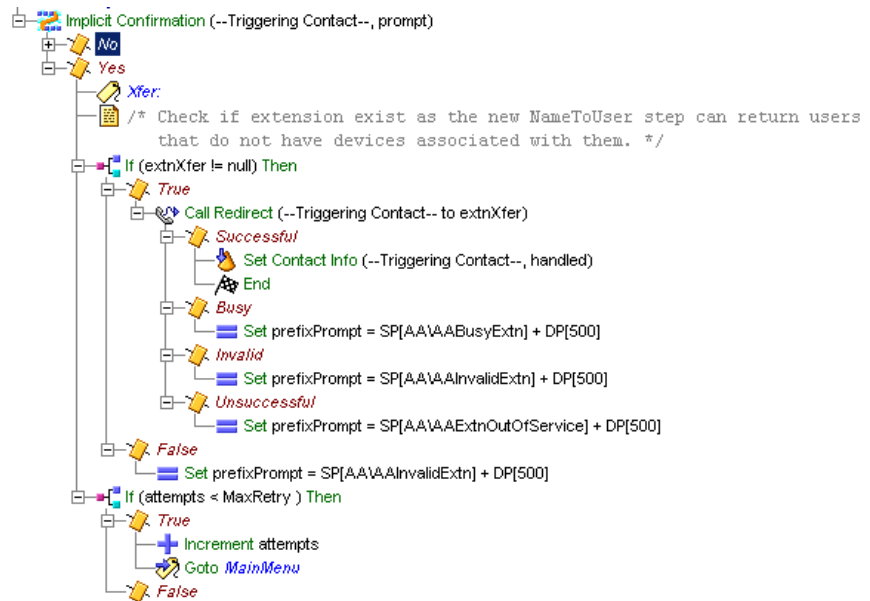 Implicit Confirmation (--Triggering Contact--, prompt)
No
Yes
Xfer:
/* Check if extension exist as the new NameToUser step can return users
that do not have devices associated with them. */
If (extnXfer != null) Then
True
Call Redirect (--Triggering Contact-- to extnXfer)
Successful
Set Contact Info (--Triggering Contact--, handled)
End
Busy
Set prefixPrompt = SP[AA\AABusyExtn] + DP[500]
Invalid
Set prefixPrompt = SP[AA\AAInvalidExtn] + DP[500]
Unsuccessful
Set prefixPrompt = SP[AA\AAExtnOutOfService] + DP[500]
False
Set prefixPrompt = SP[AA\AAInvalidExtn] + DP[500]
If (attempts < MaxRetry ) Then
True
Increment attempts
Goto MainMenu
False